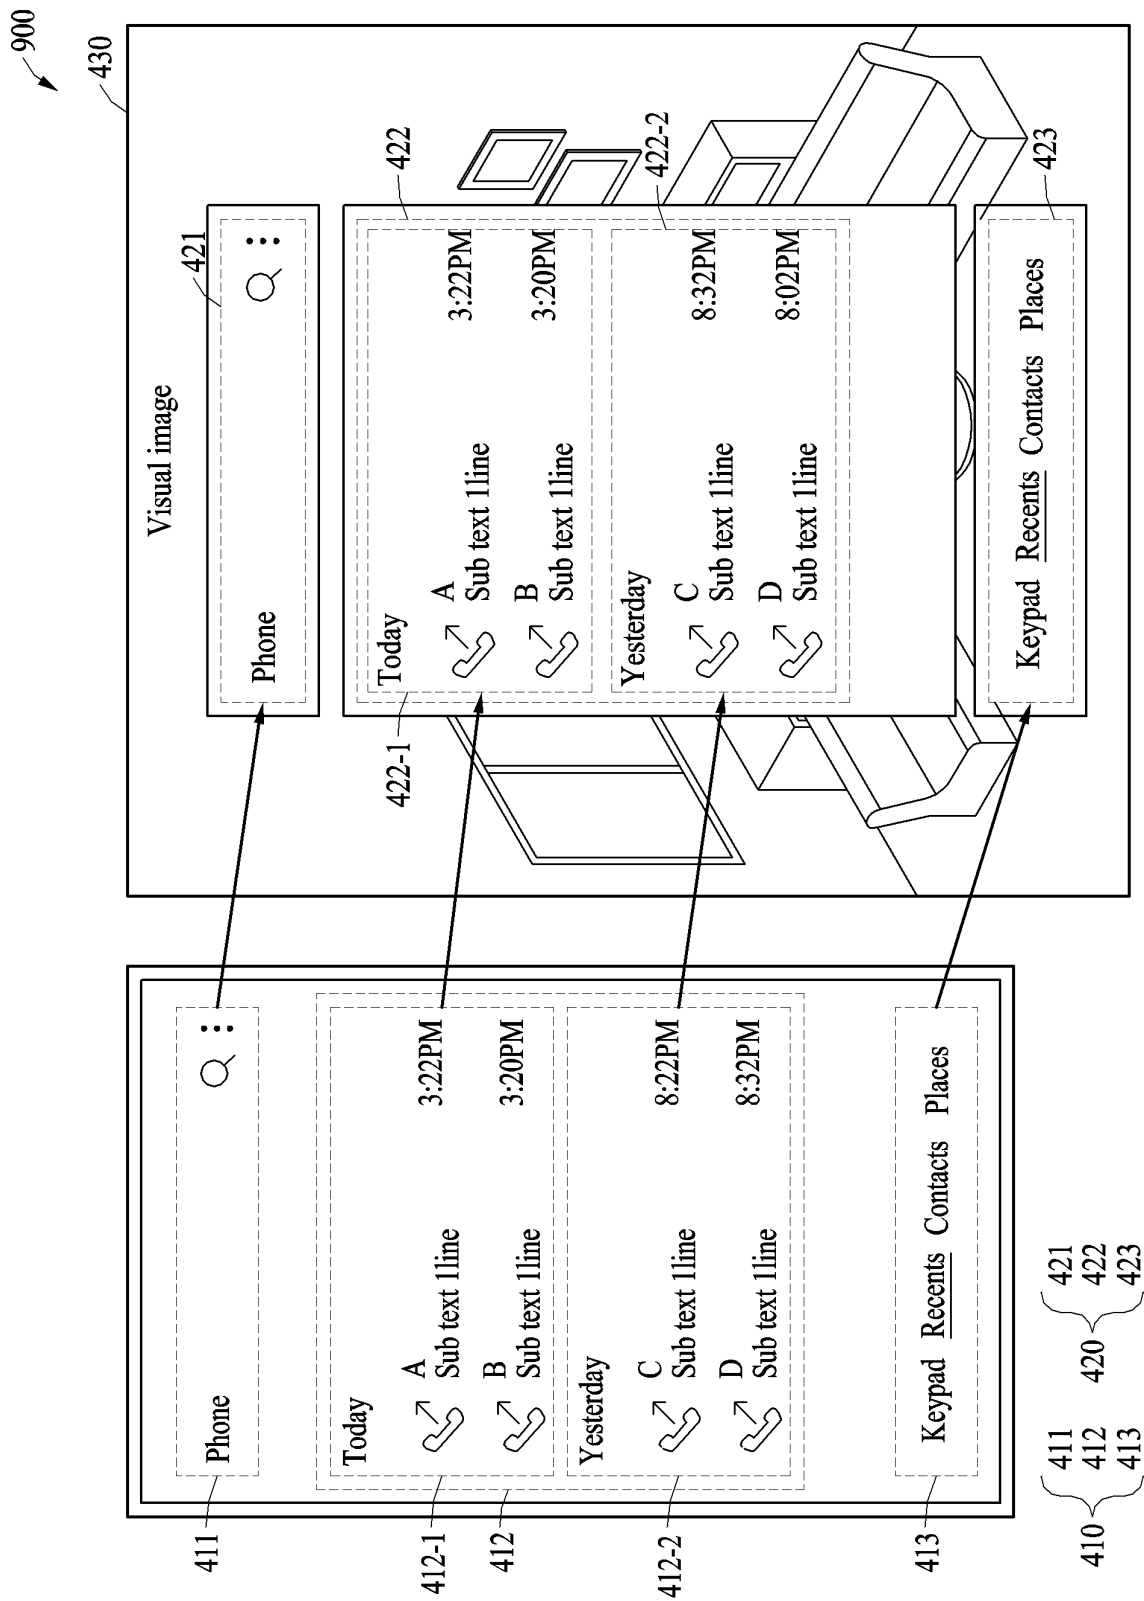 900
430
Visual image
421
Phone
422
422-1
Today
A
3:22PM
Sub text 1line
B
3:20PM
Sub text 1line
422-2
Yesterday
C
8:32PM
Sub text 1line
D
8:02PM
Sub text 1line
423
Keypad Recents Contacts Places
411
Phone
412-1
412
Today
A
3:22PM
Sub text 1line
B
3:20PM
Sub text 1line
412-2
Yesterday
C
8:22PM
Sub text 1line
D
8:32PM
Sub text 1line
413
Keypad Recents Contacts Places
410
411
412
413
420
421
422
423